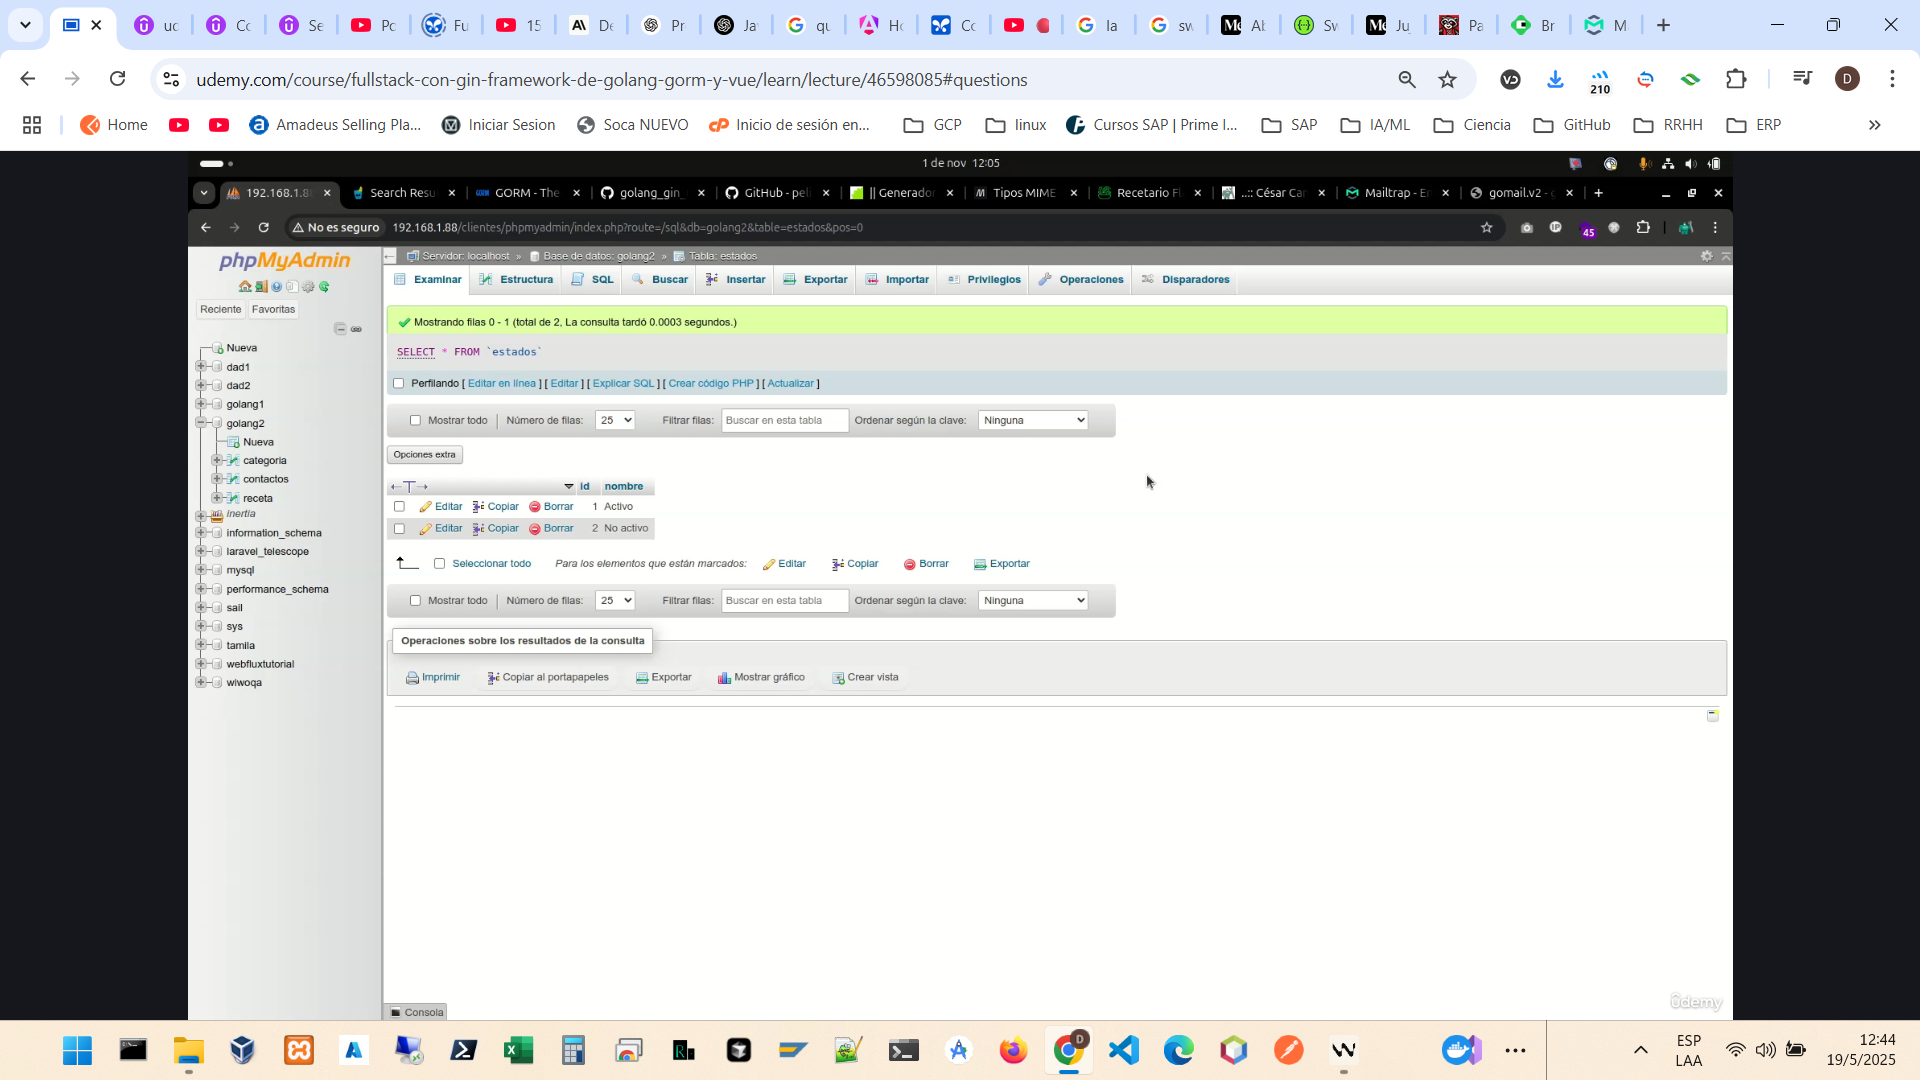 uc
Cc
Se
Pc
Fu
15
De
Pr
Ja
qu
Hc
Cc
la
sw
Al
Sw
Ju
Pa
Br
M
udemy.com/course/fullstack-con-gin-framework-de-golang-gorm-y-vue/learn/lecture/46598085#questions
210
D
Home
Amadeus Selling Pla...
Iniciar Sesion
Soca NUEVO
Inicio de sesión en...
GCP
linux
Cursos SAP | Prime I...
SAP
IA/ML
Ciencia
GitHub
RRHH
ERP
1 de nov 12:05
192.168.1.88
Search Resu
GORM - The
golang_gin_
GitHub - pel
|| Generador
Tipos MIME
Recetario Fl
..:: César Can
Mailtrap - Em
gomail.v2 - g
No es seguro
192.168.1.88/clientes/phpmyadmin/index.php?route=/sql&db=golang2&table=estados&pos=0
45
phpMyAdmin
Reciente
Favoritas
Nueva
dad1
dad2
golang1
golang2
Nueva
categoria
contactos
receta
inertia
information_schema
laravel_telescope
mysql
performance_schema
sail
sys
tamila
webfluxtutorial
wiwoqa
Servidor: localhost » Base de datos: golang2 » Tabla: estados
Examinar
Estructura
SQL
Buscar
Insertar
Exportar
Importar
Privilegios
Operaciones
Disparadores
Mostrando filas 0 - 1 (total de 2, La consulta tardó 0.0003 segundos.)
SELECT * FROM `estados`
Perfilando [ Editar en línea ] [ Editar ] [ Explicar SQL ] [ Crear código PHP ] [ Actualizar ]
Mostrar todo | Número de filas: 25 Filtrar filas: Buscar en esta tabla Ordenar según la clave: Ninguna
Opciones extra
id nombre
Editar Copiar Borrar 1 Activo
Editar Copiar Borrar 2 No activo
Seleccionar todo Para los elementos que están marcados: Editar Copiar Borrar Exportar
Mostrar todo | Número de filas: 25 Filtrar filas: Buscar en esta tabla Ordenar según la clave: Ninguna
Operaciones sobre los resultados de la consulta
Imprimir
Copiar al portapapeles
Exportar
Mostrar gráfico
Crear vista
Consola
ûdemy
D
ESP
LAA
12:44
19/5/2025